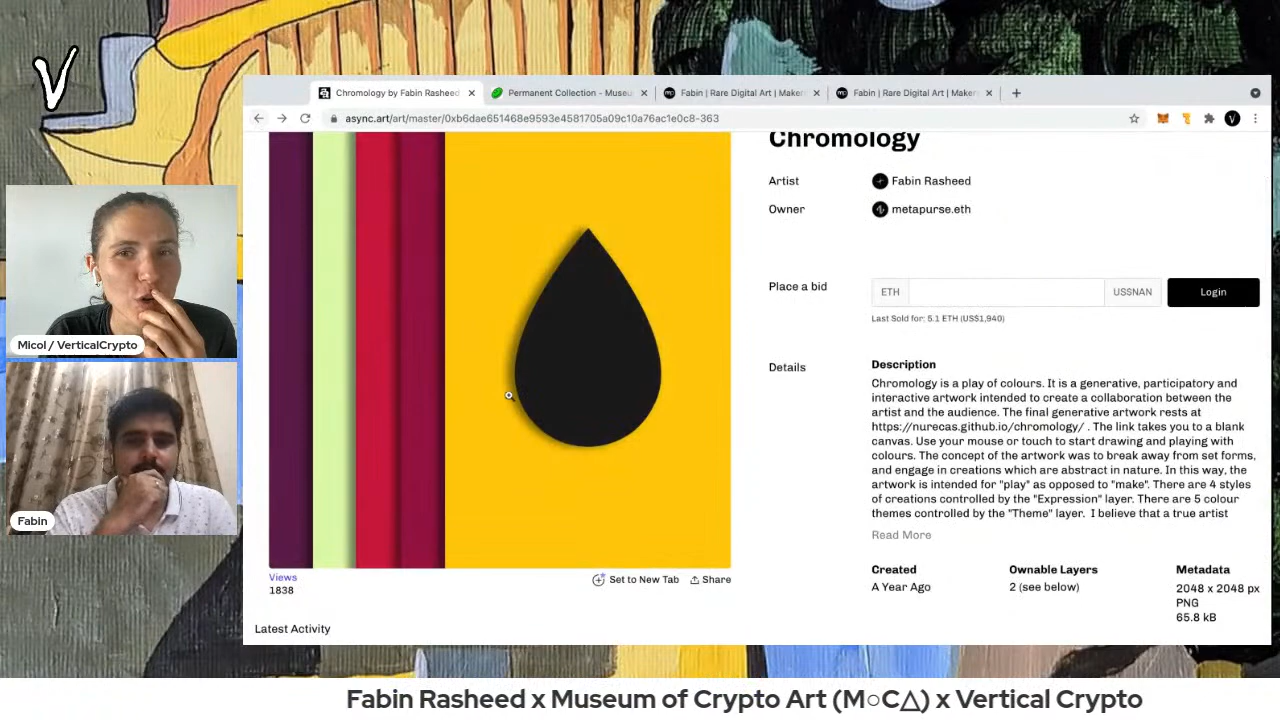 V
Chromology by Fabin Rasheed
Permanent Collection - Museu
Fabin | Rare Digital Art | Maker
Fabin | Rare Digital Art | Maker
async.art/art/master/0xb6dae651468e9593e4581705a09c10a76ac1e0c8-363
V
Chromology
Artist
Fabin Rasheed
Owner
metapurse.eth
Place a bid
ETH
USSNAN
Login
Last Sold for: 5.1 ETH (US$1,940)
Details
Description
Chromology is a play of colours. It is a generative, participatory and
interactive artwork intended to create a collaboration between the
artist and the audience. The final generative artwork rests at
https://nurecas.github.io/chromology/ . The link takes you to a blank
canvas. Use your mouse or touch to start drawing and playing with
colours. The concept of the artwork was to break away from set forms,
and engage in creations which are abstract in nature. In this way, the
artwork is intended for "play" as opposed to "make". There are 4 styles
of creations controlled by the "Expression" layer. There are 5 colour
themes controlled by the "Theme" layer. I believe that a true artist
Read More
Created
A Year Ago
Ownable Layers
2 (see below)
Metadata
2048 x 2048 px
PNG
65.8 kB
Views
1838
Set to New Tab
Share
Latest Activity
Micol / VerticalCrypto
Fabin
Fabin Rasheed x Museum of Crypto Art (M○C△) x Vertical Crypto